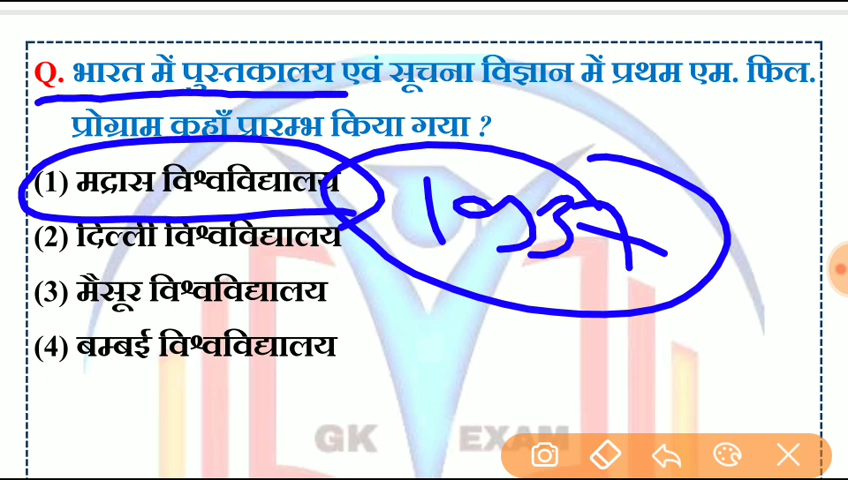 Q. भारत में पुस्तकालय एवं सूचना विज्ञान में प्रथम एम. फिल.
प्रोग्राम कहाँ प्रारम्भ किया गया ?
(1) मद्रास विश्वविद्यालय
(2) दिल्ली विश्वविद्यालय
(3) मैसूर विश्वविद्यालय
(4) बम्बई विश्वविद्यालय
1937
GK EXAM